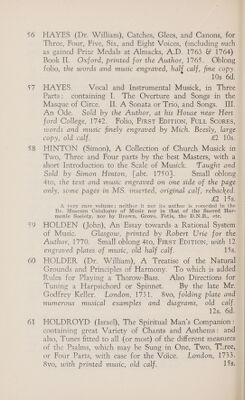 56 HAYES (Dr. William), Catches, Glees, and Canons, for
Three, Four, Five, Six, and Eight Voices, (including such
as gained Prize Medals at Almacks, A.D. 1763 & 1764)
Book II. Oxford, printed for the Author, 1765. Oblong
folio, the words and music engraved, half calf, fine copy.
10s 6d.
57 HAYES. Vocal and Instrumental Musick, in Three
Parts: containing I. The Overture and Songs in the
Masque of Circe. II. A Sonata or Trio, and Songs. III.
An Ode. Sold by the Author, at his House near Hert
ford College, 1742. Folio, FIRST EDITION, FULL SCORES,
words and music finely engraved by Mich. Beesly, large
copy, old calf. £2 10s.
58 HINTON (Simon), A Collection of Church Musick in
Two, Three and Four parts by the best Masters, with a
short Introduction to the Scale of Musick. Taught and
Sold by Simon Hinton, [abt. 1750]. Small oblong
4to, the text and music engraved on one side of the page
only, some pages in MS. inserted, original calf, rebacked.
£2 15s.
A very rare volume; neither it nor its author is recorded in the
Br. Museum Catalogue of Music nor in that of the Sacred Har-
monic Society, nor by Brown, Grove, Fetis, the D.N.B., etc.
59 HOLDEN (John), An Essay towards a Rational System
of Music. Glasgow, printed by Robert Urie for the
Author, 1770. Small oblong 4to, FIRST EDITION, with 12
engraved plates of music, old half calf. 15s.
60 HOLDER (Dr. William), A Treatise of the Natural
Grounds and Principles of Harmony. To which is added
Rules for Playing a Thorow-Bass. Also Directions for
Tuning a Harpsichord or Spinnet. By the late Mr.
Godfrey Keller. London, 1731. 8vo, folding plate and
numerous musical examples and diagrams, old calf.
12s. 6d.
61 HOLDROYD (Israel), The Spiritual Man's Companion:
containing great Variety of Chants and Anthems: and
also, Tunes fitted to all (or most) of the different measures
of the Psalms, which may be Sung in One, Two, Three,
or Four Parts, with ease for the Voice. London, 1733.
8vo, with printed music, old calf. 18s.